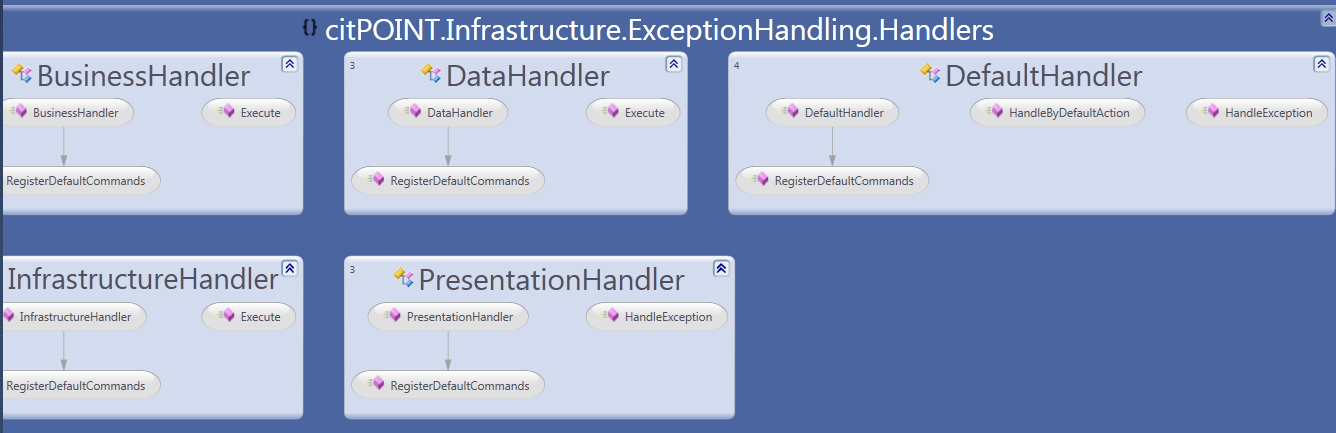 {} citPOINT.Infrastructure.ExceptionHandling.Handlers
BusinessHandler
BusinessHandler
Execute
RegisterDefaultCommands
3
DataHandler
DataHandler
Execute
RegisterDefaultCommands
4
DefaultHandler
DefaultHandler
HandleByDefaultAction
HandleException
RegisterDefaultCommands
InfrastructureHandler
InfrastructureHandler
Execute
RegisterDefaultCommands
3
PresentationHandler
PresentationHandler
HandleException
RegisterDefaultCommands